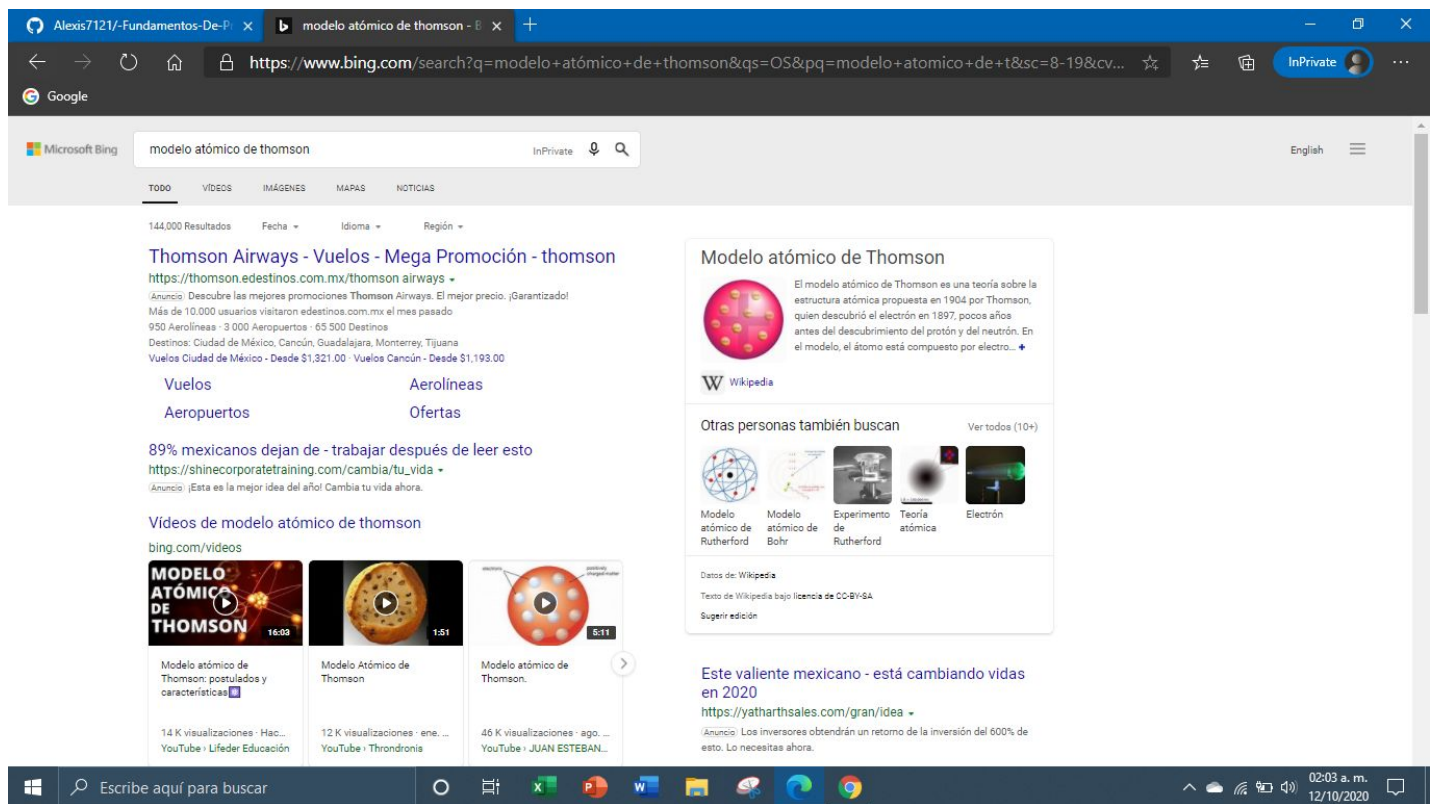 Alexis7121/-Fundamentos-De-Pr
modelo atómico de thomson - B
https://www.bing.com/search?q=modelo+atómico+de+thomson&qs=OS&pq=modelo+atomico+de+t&sc=8-19&cv...
InPrivate
Google
Microsoft Bing
modelo atómico de thomson
InPrivate
English
TODO VÍDEOS IMÁGENES MAPAS NOTICIAS
144,000 Resultados Fecha Idioma Región
Thomson Airways - Vuelos - Mega Promoción - thomson
https://thomson.edestinos.com.mx/thomson airways
Anuncio Descubre las mejores promociones Thomson Airways. El mejor precio. ¡Garantizado!
Más de 10.000 usuarios visitaron edestinos.com.mx el mes pasado
950 Aerolíneas · 3 000 Aeropuertos · 65 500 Destinos
Destinos: Ciudad de México, Cancún, Guadalajara, Monterrey, Tijuana
Vuelos Ciudad de México - Desde $1,321.00 · Vuelos Cancún - Desde $1,193.00
Vuelos Aerolíneas
Aeropuertos Ofertas
89% mexicanos dejan de - trabajar después de leer esto
https://shinecorporatetraining.com/cambia/tu_vida
Anuncio ¡Esta es la mejor idea del año! Cambia tu vida ahora.
Vídeos de modelo atómico de thomson
bing.com/videos
MODELO
ATÓMICO
DE
THOMSON
16:03
1:51
electrons
positively
charged matter
5:11
Modelo atómico de
Thomson: postulados y
características
14 K visualizaciones · Hac...
YouTube › Lifeder Educación
Modelo Atómico de
Thomson
12 K visualizaciones · ene. ...
YouTube › Throndronis
Modelo atómico de
Thomson.
46 K visualizaciones · ago. ...
YouTube › JUAN ESTEBAN...
Modelo atómico de Thomson
El modelo atómico de Thomson es una teoría sobre la
estructura atómica propuesta en 1904 por Thomson,
quien descubrió el electrón en 1897, pocos años
antes del descubrimiento del protón y del neutrón. En
el modelo, el átomo está compuesto por electro...
W Wikipedia
Otras personas también buscan
Ver todos (10+)
Modelo
atómico de
Rutherford
Modelo
atómico de
Bohr
Experimento
de
Rutherford
Teoría
atómica
Electrón
Datos de: Wikipedia
Texto de Wikipedia bajo licencia de CC-BY-SA
Sugerir edición
Este valiente mexicano - está cambiando vidas
en 2020
https://yatharthsales.com/gran/idea
Anuncio Los inversores obtendrán un retorno de la inversión del 600% de
esto. Lo necesitas ahora.
Escribe aquí para buscar
02:03 a. m.
12/10/2020